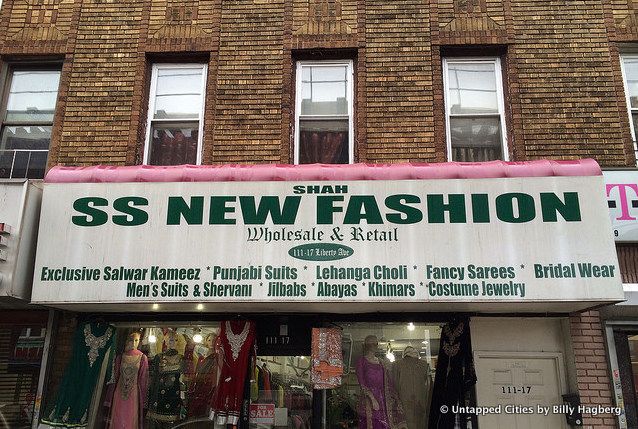 SHAH
SS NEW FASHION
Wholesale & Retail
111-17 Liberty Ave
Exclusive Salwar Kameez * Punjabi Suits * Lehanga Choli * Fancy Sarees * Bridal Wear
Men's Suits & Shervani * Jilbabs * Abayas * Khimars * Costume Jewelry
T
9
111 17
FOR
SALE
111-17
© Untapped Cities by Billy Hagberg